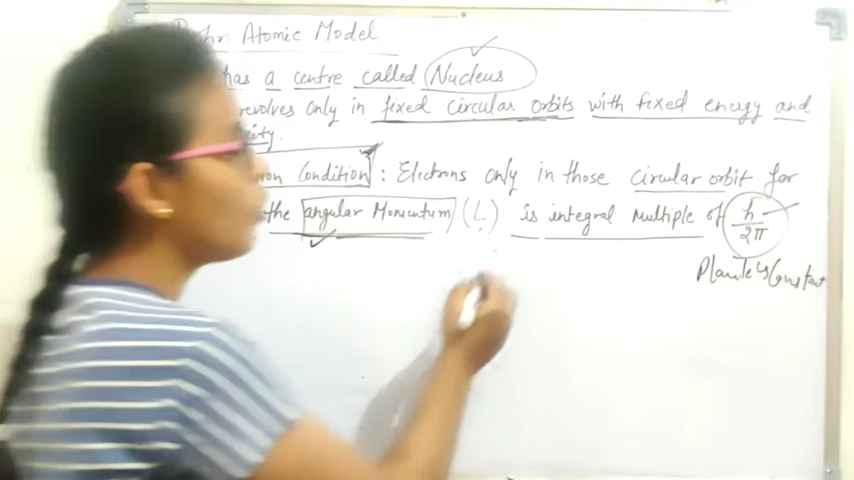 Bohr Atomic Model
has a centre called Nucleus
revolves only in fixed circular orbits with fixed energy and
Condition : Electrons only in those circular orbit for
the angular Momentum (L) is integral multiple of h/2π
Planck's Constant